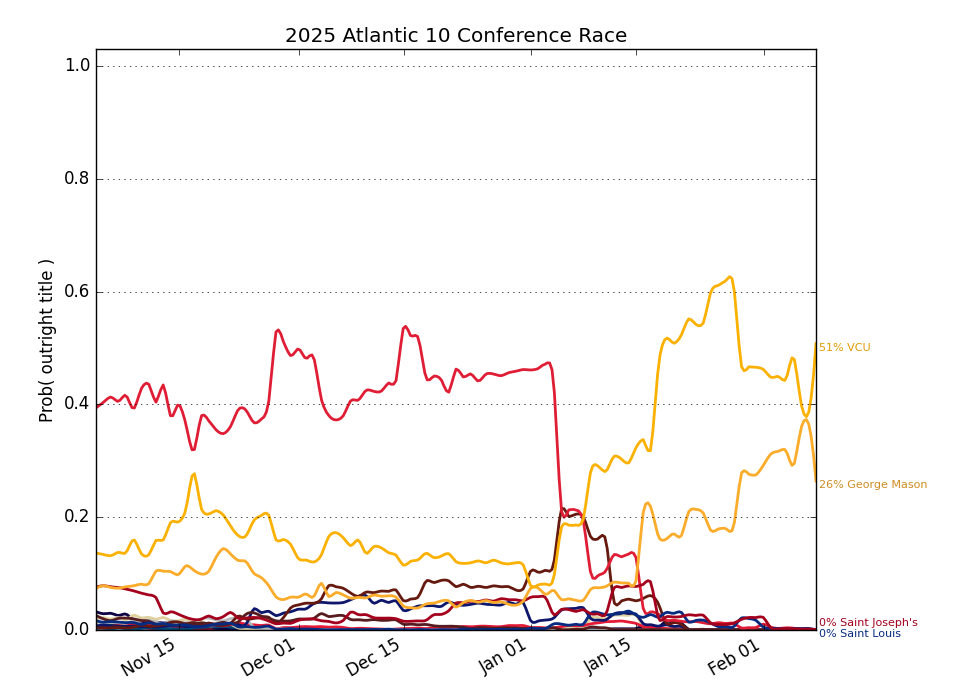 2025 Atlantic 10 Conference Race
Prob( outright title )
1.0
0.8
0.6
0.4
0.2
0.0
Nov 15
Dec 01
Dec 15
Jan 01
Jan 15
Feb 01
51% VCU
26% George Mason
0% Saint Joseph's
0% Saint Louis